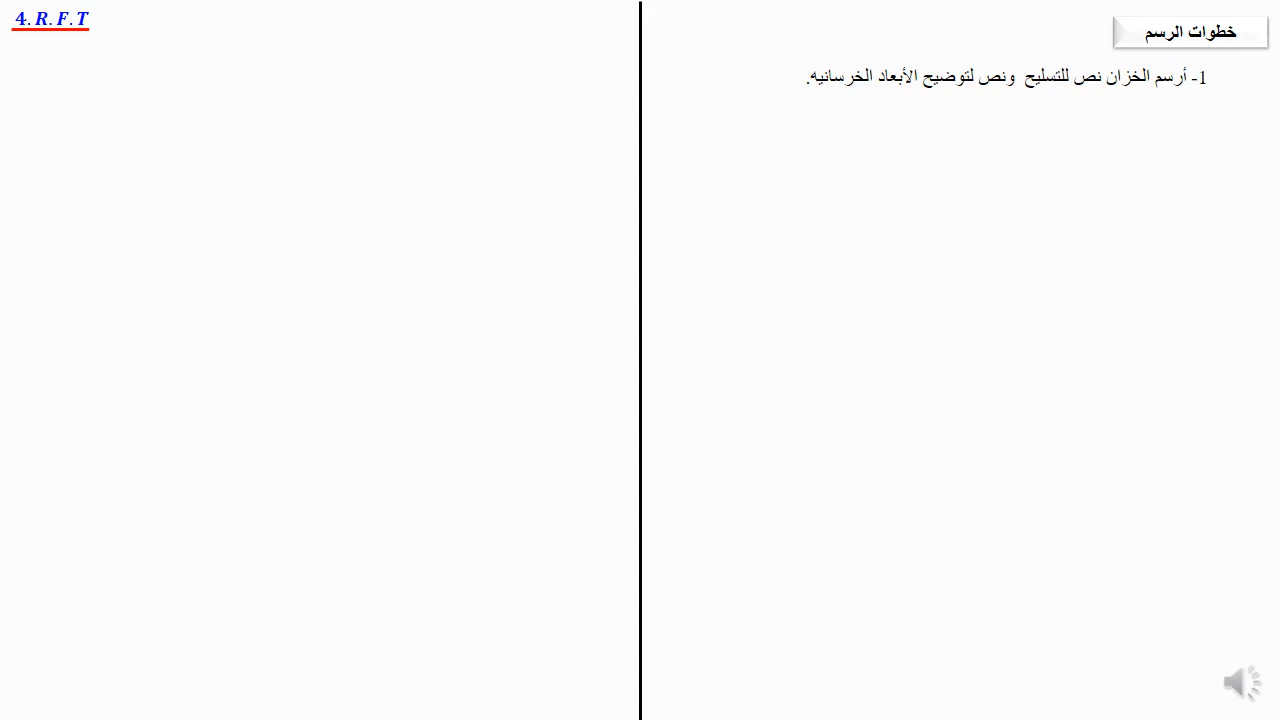 4. R. F. T
خطوات الرسم
1- أرسم الخزان نص للتسليح ونص لتوضيح الأبعاد الخرسانيه.